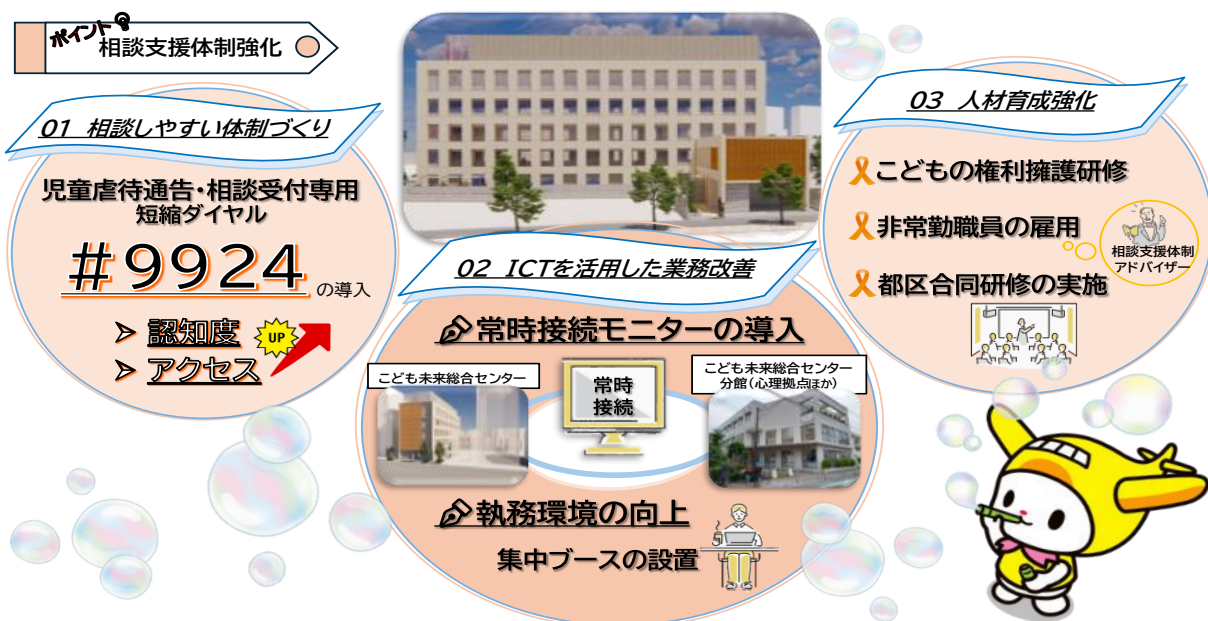 ポイント
相談支援体制強化
01 相談しやすい体制づくり
児童虐待通告・相談受付専用
短縮ダイヤル
#9924
の導入
認知度
アクセス
UP
02 ICTを活用した業務改善
常時接続モニターの導入
こども未来総合センター
常時
接続
こども未来総合センター
分館(心理拠点ほか)
執務環境の向上
集中ブースの設置
03 人材育成強化
こどもの権利擁護研修
非常勤職員の雇用
相談支援体制
アドバイザー
都区合同研修の実施